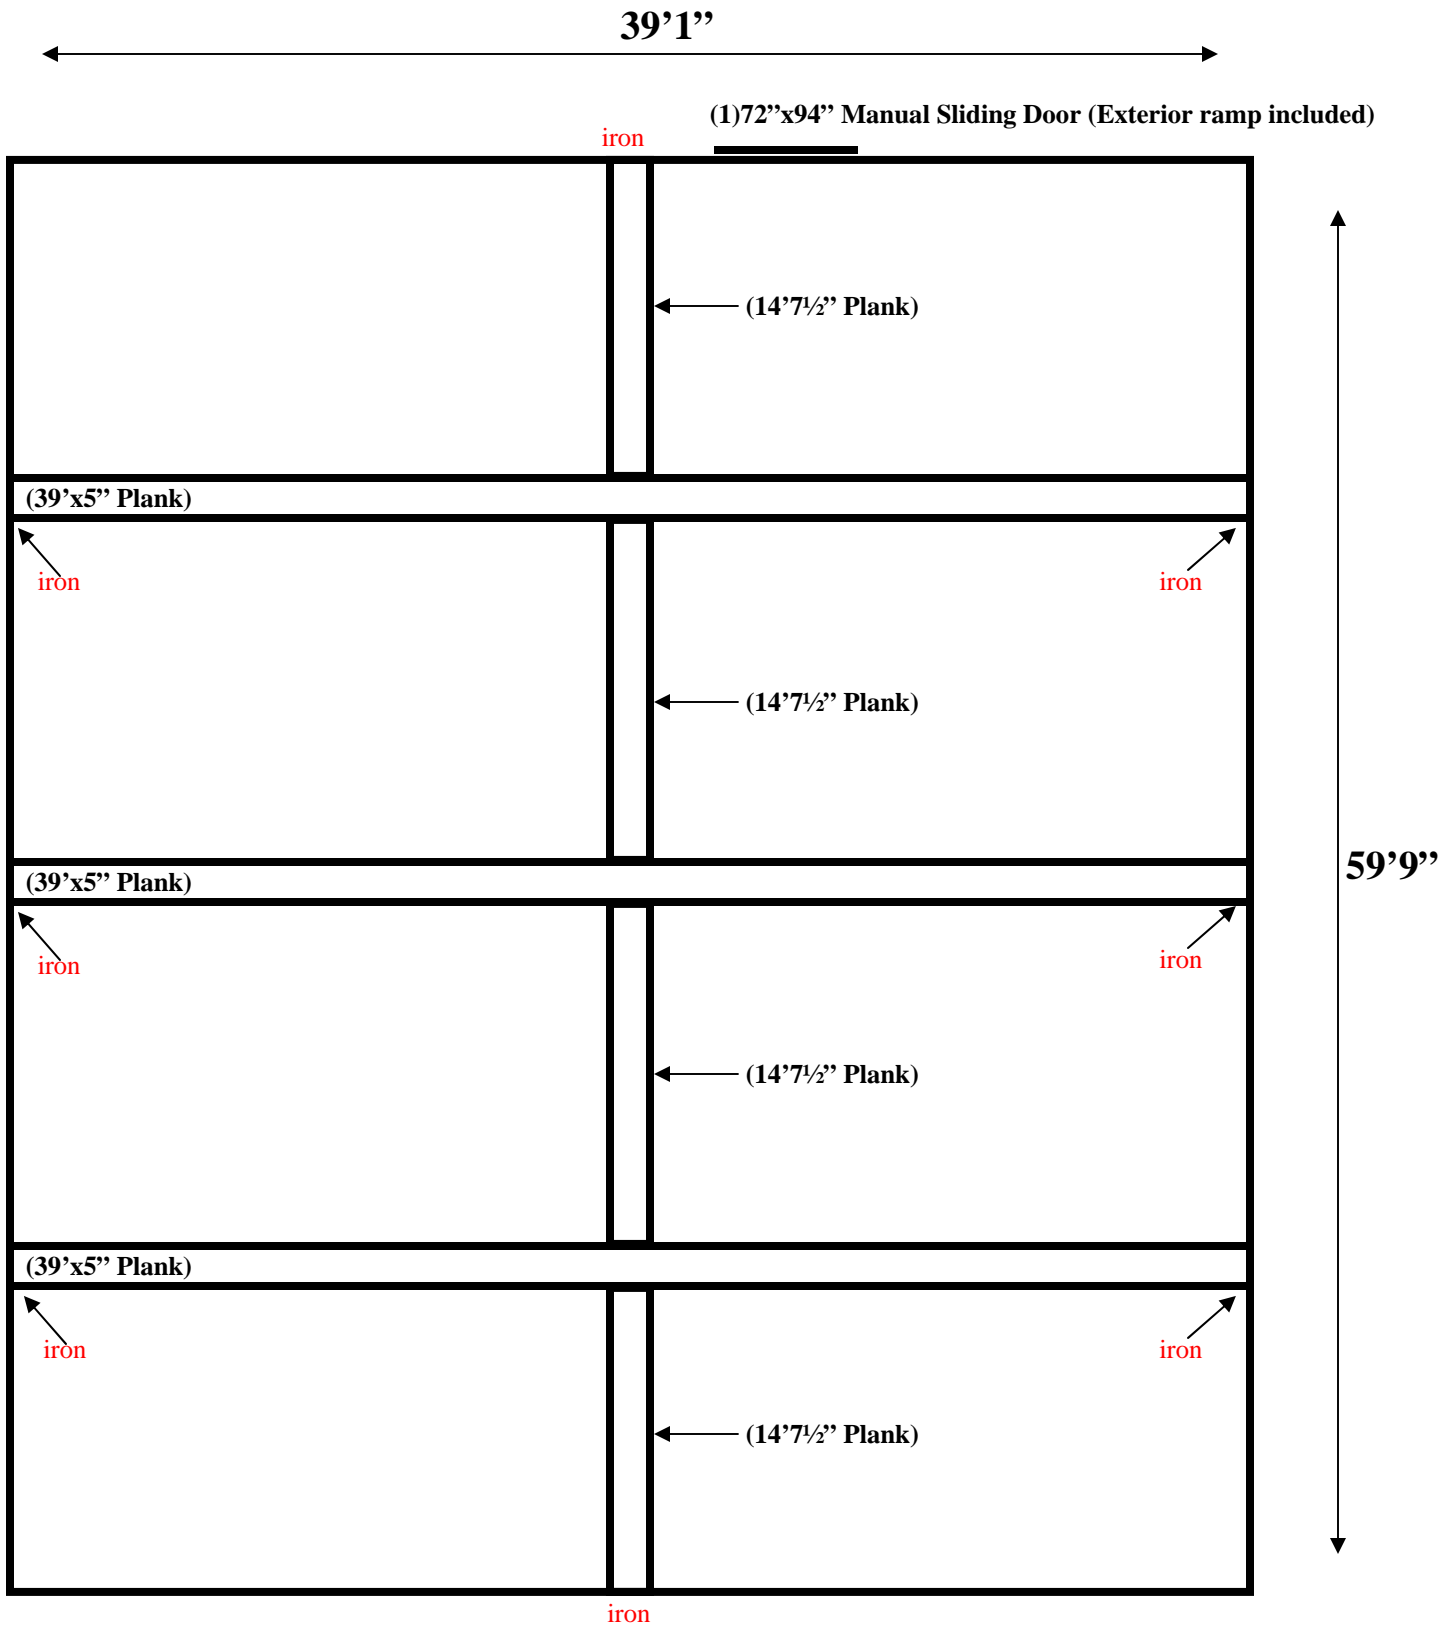 39’1”
(1)72”x94” Manual Sliding Door (Exterior ramp included)
iron
(14’7½” Plank)
(39’x5” Plank)
iron
iron
(14’7½” Plank)
59’9”
(39’x5” Plank)
iron
iron
(14’7½” Plank)
(39’x5” Plank)
iron
iron
(14’7½” Plank)
iron